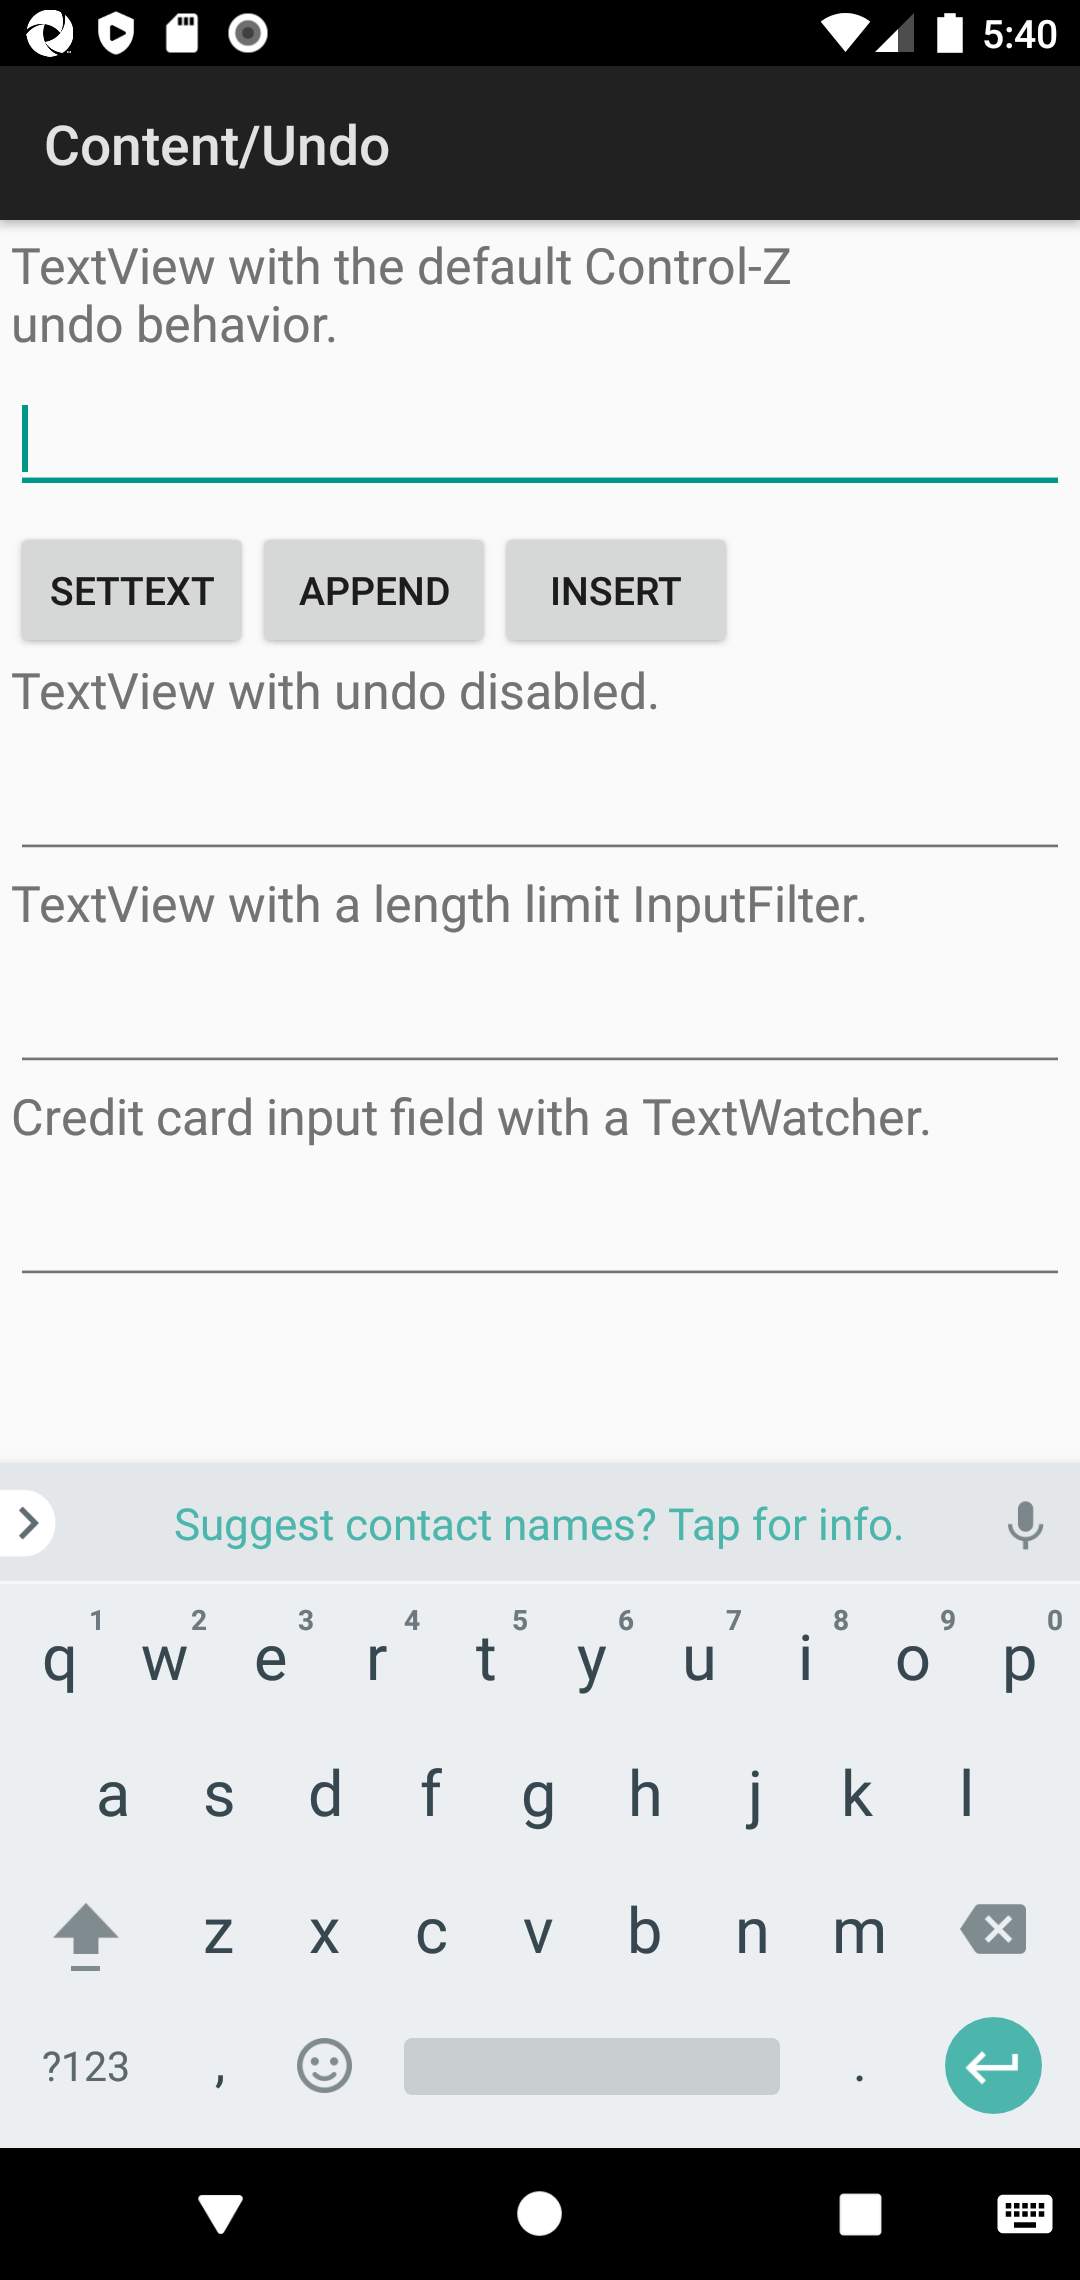 5:40
Content/Undo
TextView with the default Control-Z
undo behavior.
SETTEXT APPEND INSERT
TextView with undo disabled.
TextView with a length limit InputFilter.
Credit card input field with a TextWatcher.
Suggest contact names? Tap for info.
1 2 3 4 5 6 7 8 9 0
q w e r t y u i o p
a s d f g h j k l
z x c v b n m
?123 , .